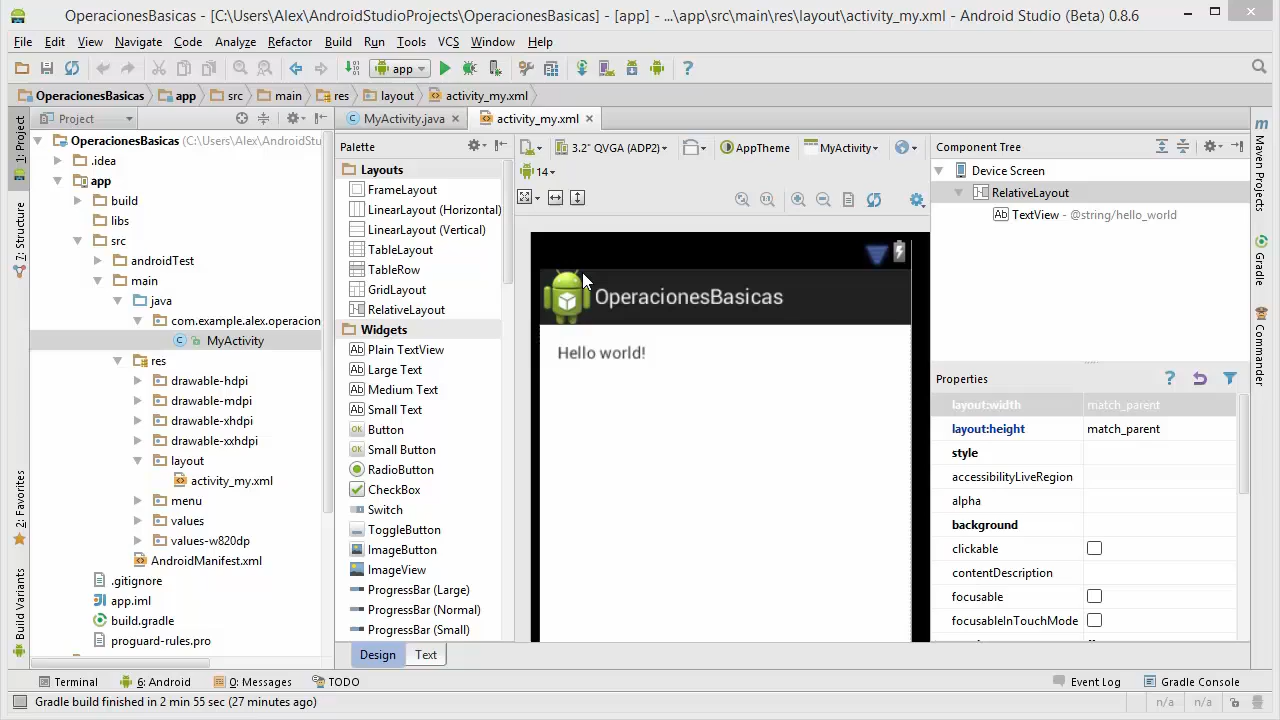 OperacionesBasicas - [C:\Users\Alex\AndroidStudioProjects\OperacionesBasicas] - [app] - ...\app\src\main\res\layout\activity_my.xml - Android Studio (Beta) 0.8.6
File Edit View Navigate Code Analyze Refactor Build Run Tools VCS Window Help
app
OperacionesBasicas app src main res layout activity_my.xml
1: Project
7: Structure
2: Favorites
Build Variants
Project
OperacionesBasicas (C:\Users\Alex\AndroidStu
.idea
app
build
libs
src
androidTest
main
java
com.example.alex.operacion
MyActivity
res
drawable-hdpi
drawable-mdpi
drawable-xhdpi
drawable-xxhdpi
layout
activity_my.xml
menu
values
values-w820dp
AndroidManifest.xml
.gitignore
app.iml
build.gradle
proguard-rules.pro
MyActivity.java activity_my.xml
Palette
Layouts
FrameLayout
LinearLayout (Horizontal)
LinearLayout (Vertical)
TableLayout
TableRow
GridLayout
RelativeLayout
Widgets
Plain TextView
Large Text
Medium Text
Small Text
Button
Small Button
RadioButton
CheckBox
Switch
ToggleButton
ImageButton
ImageView
ProgressBar (Large)
ProgressBar (Normal)
ProgressBar (Small)
Design Text
3.2" QVGA (ADP2) AppTheme MyActivity
14
OperacionesBasicas
Hello world!
Component Tree
Device Screen
RelativeLayout
TextView - @string/hello_world
Properties
layout:width match_parent
layout:height match_parent
style
accessibilityLiveRegion
alpha
background
clickable
contentDescription
focusable
focusableInTouchMode
Maven Projects
Gradle
Commander
Terminal 6: Android 0: Messages TODO Event Log Gradle Console
Gradle build finished in 2 min 55 sec (27 minutes ago) n/a n/a